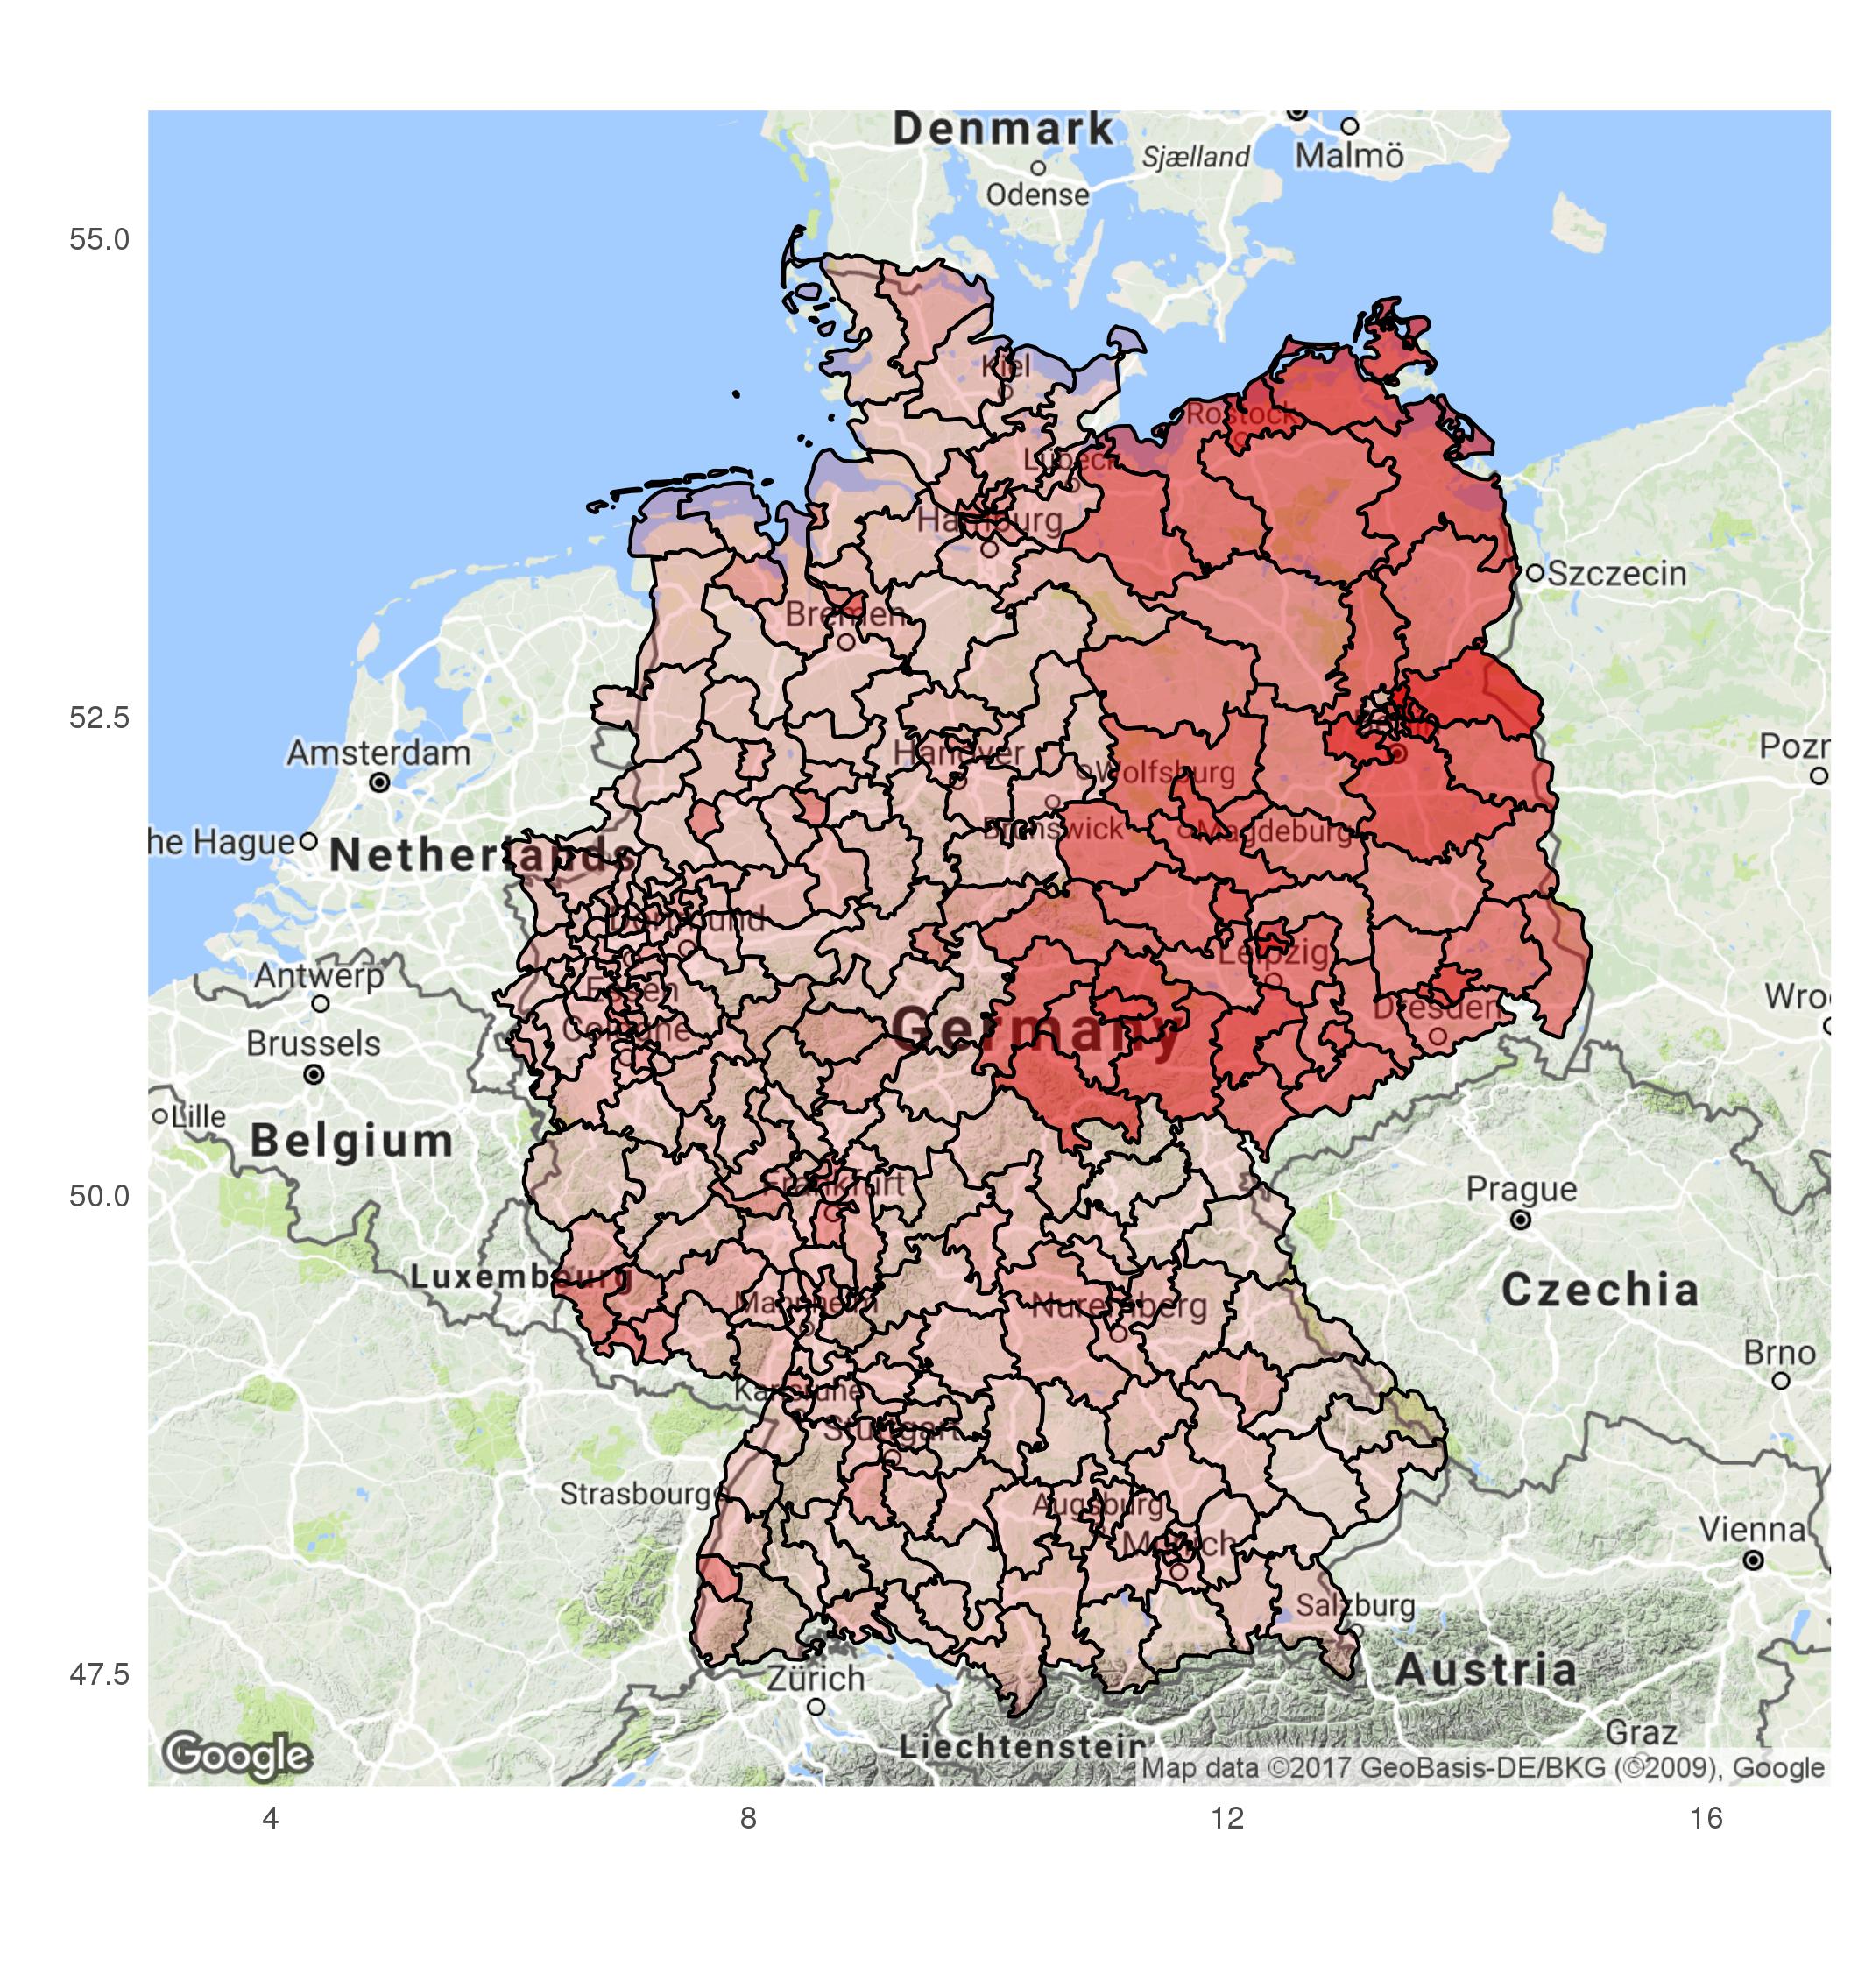 Denmark
Sjælland
Malmö
Odense
55.0
Kiel
Rostock
Lübeck
Hamburg
Szczecin
Bremen
52.5
Amsterdam
Hanover
Wolfsburg
Pozr
he Hague
Netherlands
Brunswick
Magdeburg
Dortmund
Leipzig
Antwerp
Essen
Dresden
Wro
Brussels
Cologne
Germany
Lille
Belgium
50.0
Frankfurt
Prague
Luxembourg
Mannheim
Nuremberg
Czechia
Brno
Karlsruhe
Stuttgart
Strasbourg
Augsburg
Munich
Vienna
Salzburg
47.5
Zürich
Austria
Graz
Google
Liechtenstein
Map data ©2017 GeoBasis-DE/BKG (©2009), Google
4 8 12 16